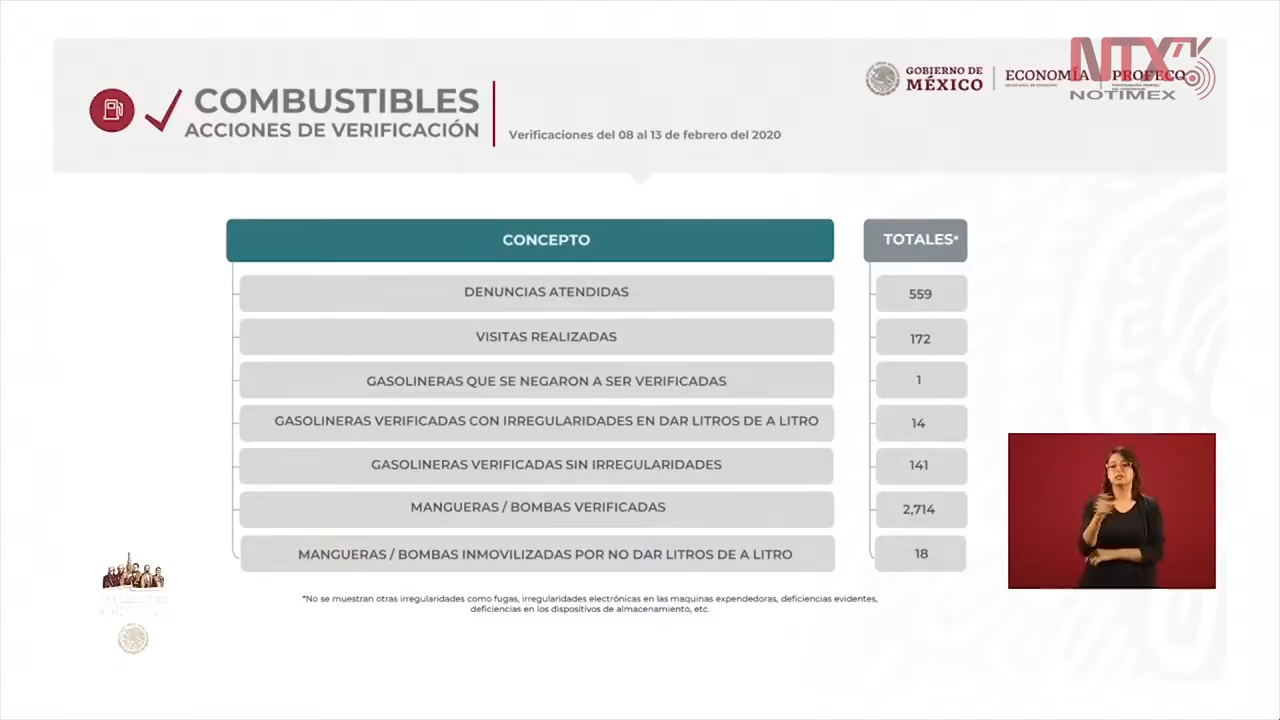 COMBUSTIBLES
ACCIONES DE VERIFICACIÓN
Verificaciones del 08 al 13 de febrero del 2020
GOBIERNO DE
MÉXICO
ECONOMÍA
PROFECO
NTX TV
NOTIMEX
CONCEPTO
TOTALES*
DENUNCIAS ATENDIDAS
559
VISITAS REALIZADAS
172
GASOLINERAS QUE SE NEGARON A SER VERIFICADAS
1
GASOLINERAS VERIFICADAS CON IRREGULARIDADES EN DAR LITROS DE A LITRO
14
GASOLINERAS VERIFICADAS SIN IRREGULARIDADES
141
MANGUERAS / BOMBAS VERIFICADAS
2,714
MANGUERAS / BOMBAS INMOVILIZADAS POR NO DAR LITROS DE A LITRO
18
*No se muestran otras irregularidades como fugas, irregularidades electrónicas en las maquinas expendedoras, deficiencias evidentes,
deficiencias en los dispositivos de almacenamiento, etc.